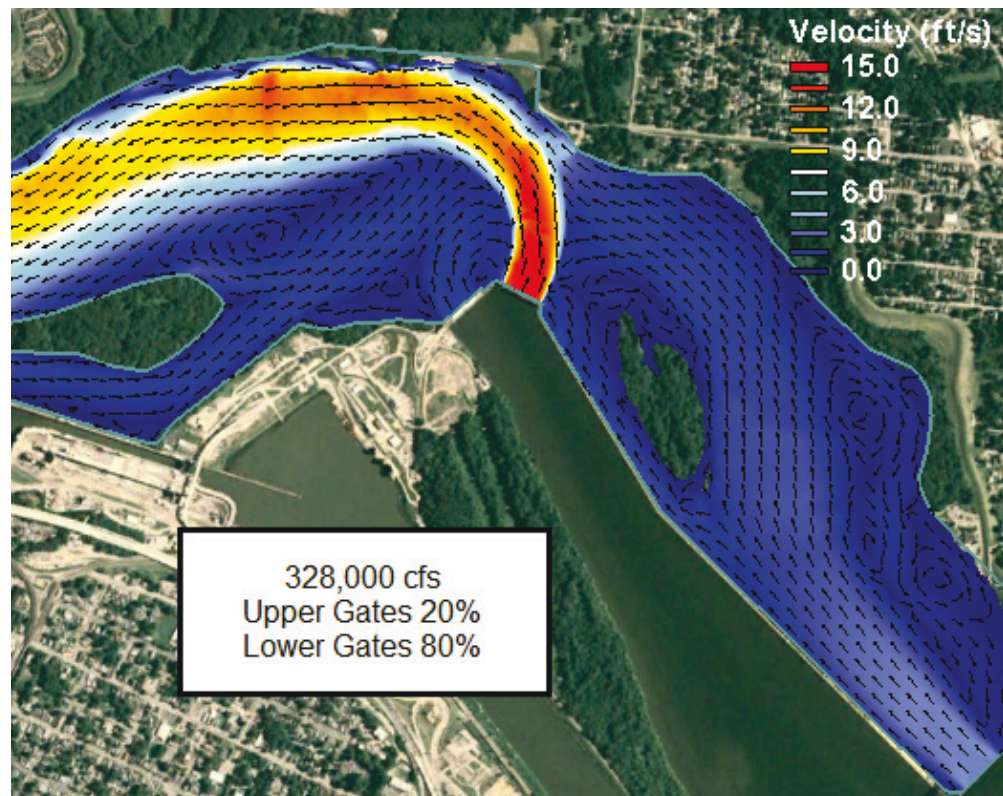 Velocity (ft/s)
15.0
12.0
9.0
6.0
3.0
0.0
328,000 cfs
Upper Gates 20%
Lower Gates 80%